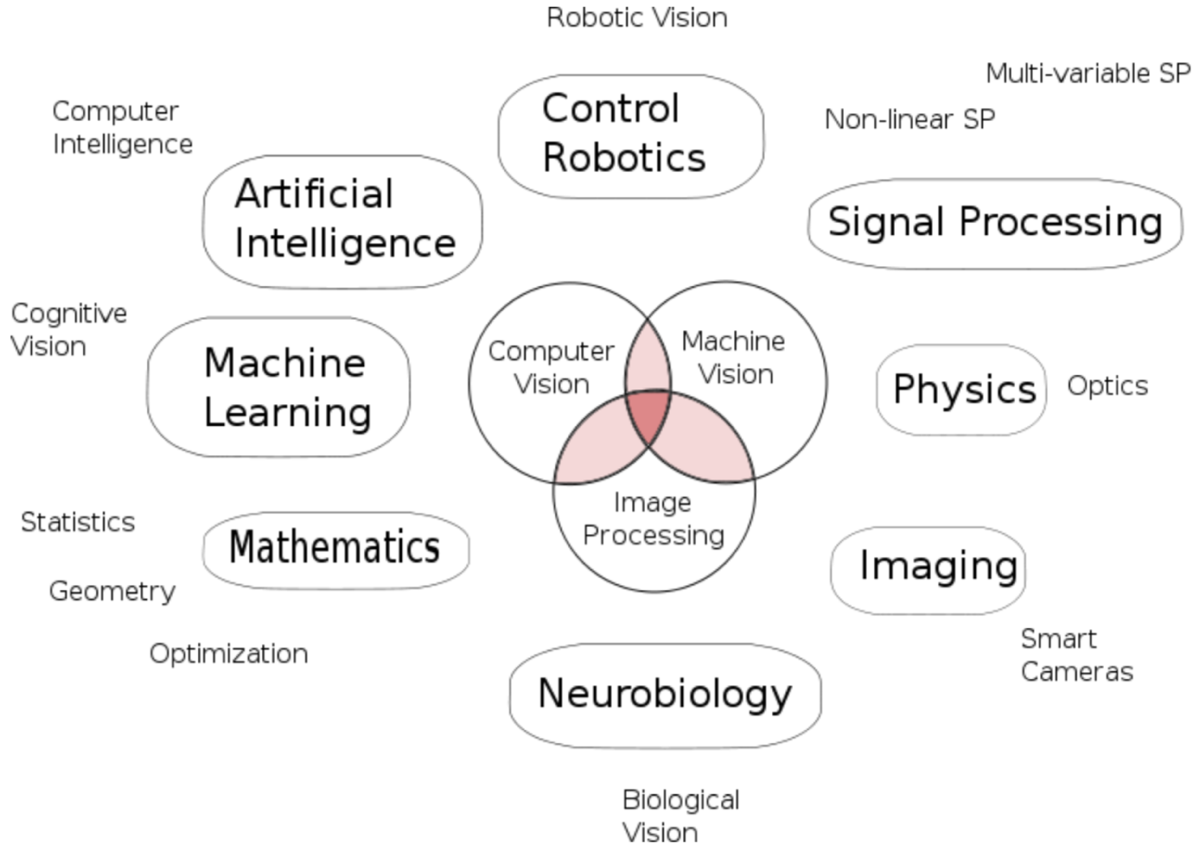 Robotic Vision
Multi-variable SP
Computer
Intelligence
Control
Robotics
Non-linear SP
Artificial
Intelligence
Signal Processing
Cognitive
Vision
Machine
Learning
Computer
Vision
Machine
Vision
Physics
Optics
Image
Processing
Statistics
Mathematics
Geometry
Optimization
Imaging
Smart
Cameras
Neurobiology
Biological
Vision